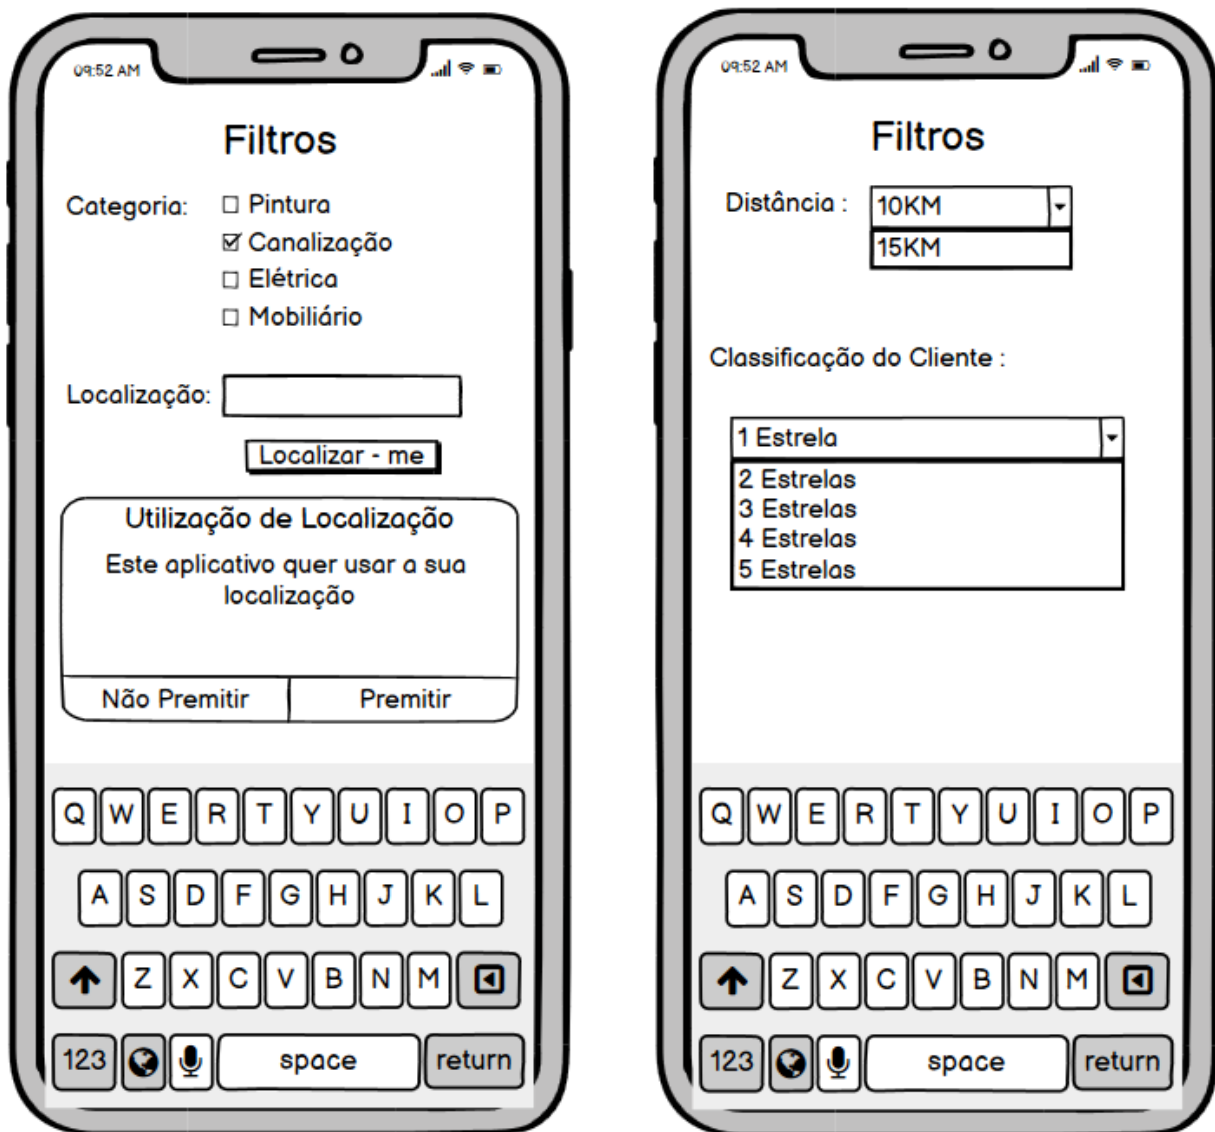 09:52 AM
Filtros
Categoria:
Pintura
Canalização
Elétrica
Mobiliário
Localização:
Localizar - me
Utilização de Localização
Este aplicativo quer usar a sua
localização
Não Premitir
Premitir
Q W E R T Y U I O P
A S D F G H J K L
Z X C V B N M
123 space return
09:52 AM
Filtros
Distância : 10KM
15KM
Classificação do Cliente :
1 Estrela
2 Estrelas
3 Estrelas
4 Estrelas
5 Estrelas
Q W E R T Y U I O P
A S D F G H J K L
Z X C V B N M
123 space return